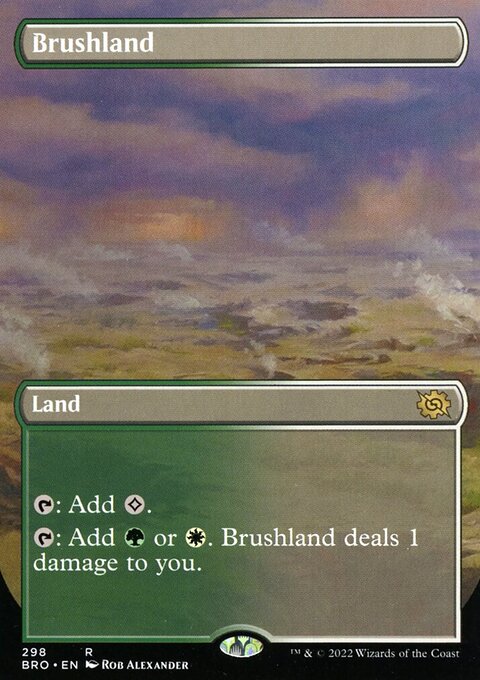 Brushland
Land
: Add .
: Add or . Brushland deals 1
damage to you.
298 R
BRO • EN Rob Alexander
™ & © 2022 Wizards of the Coast